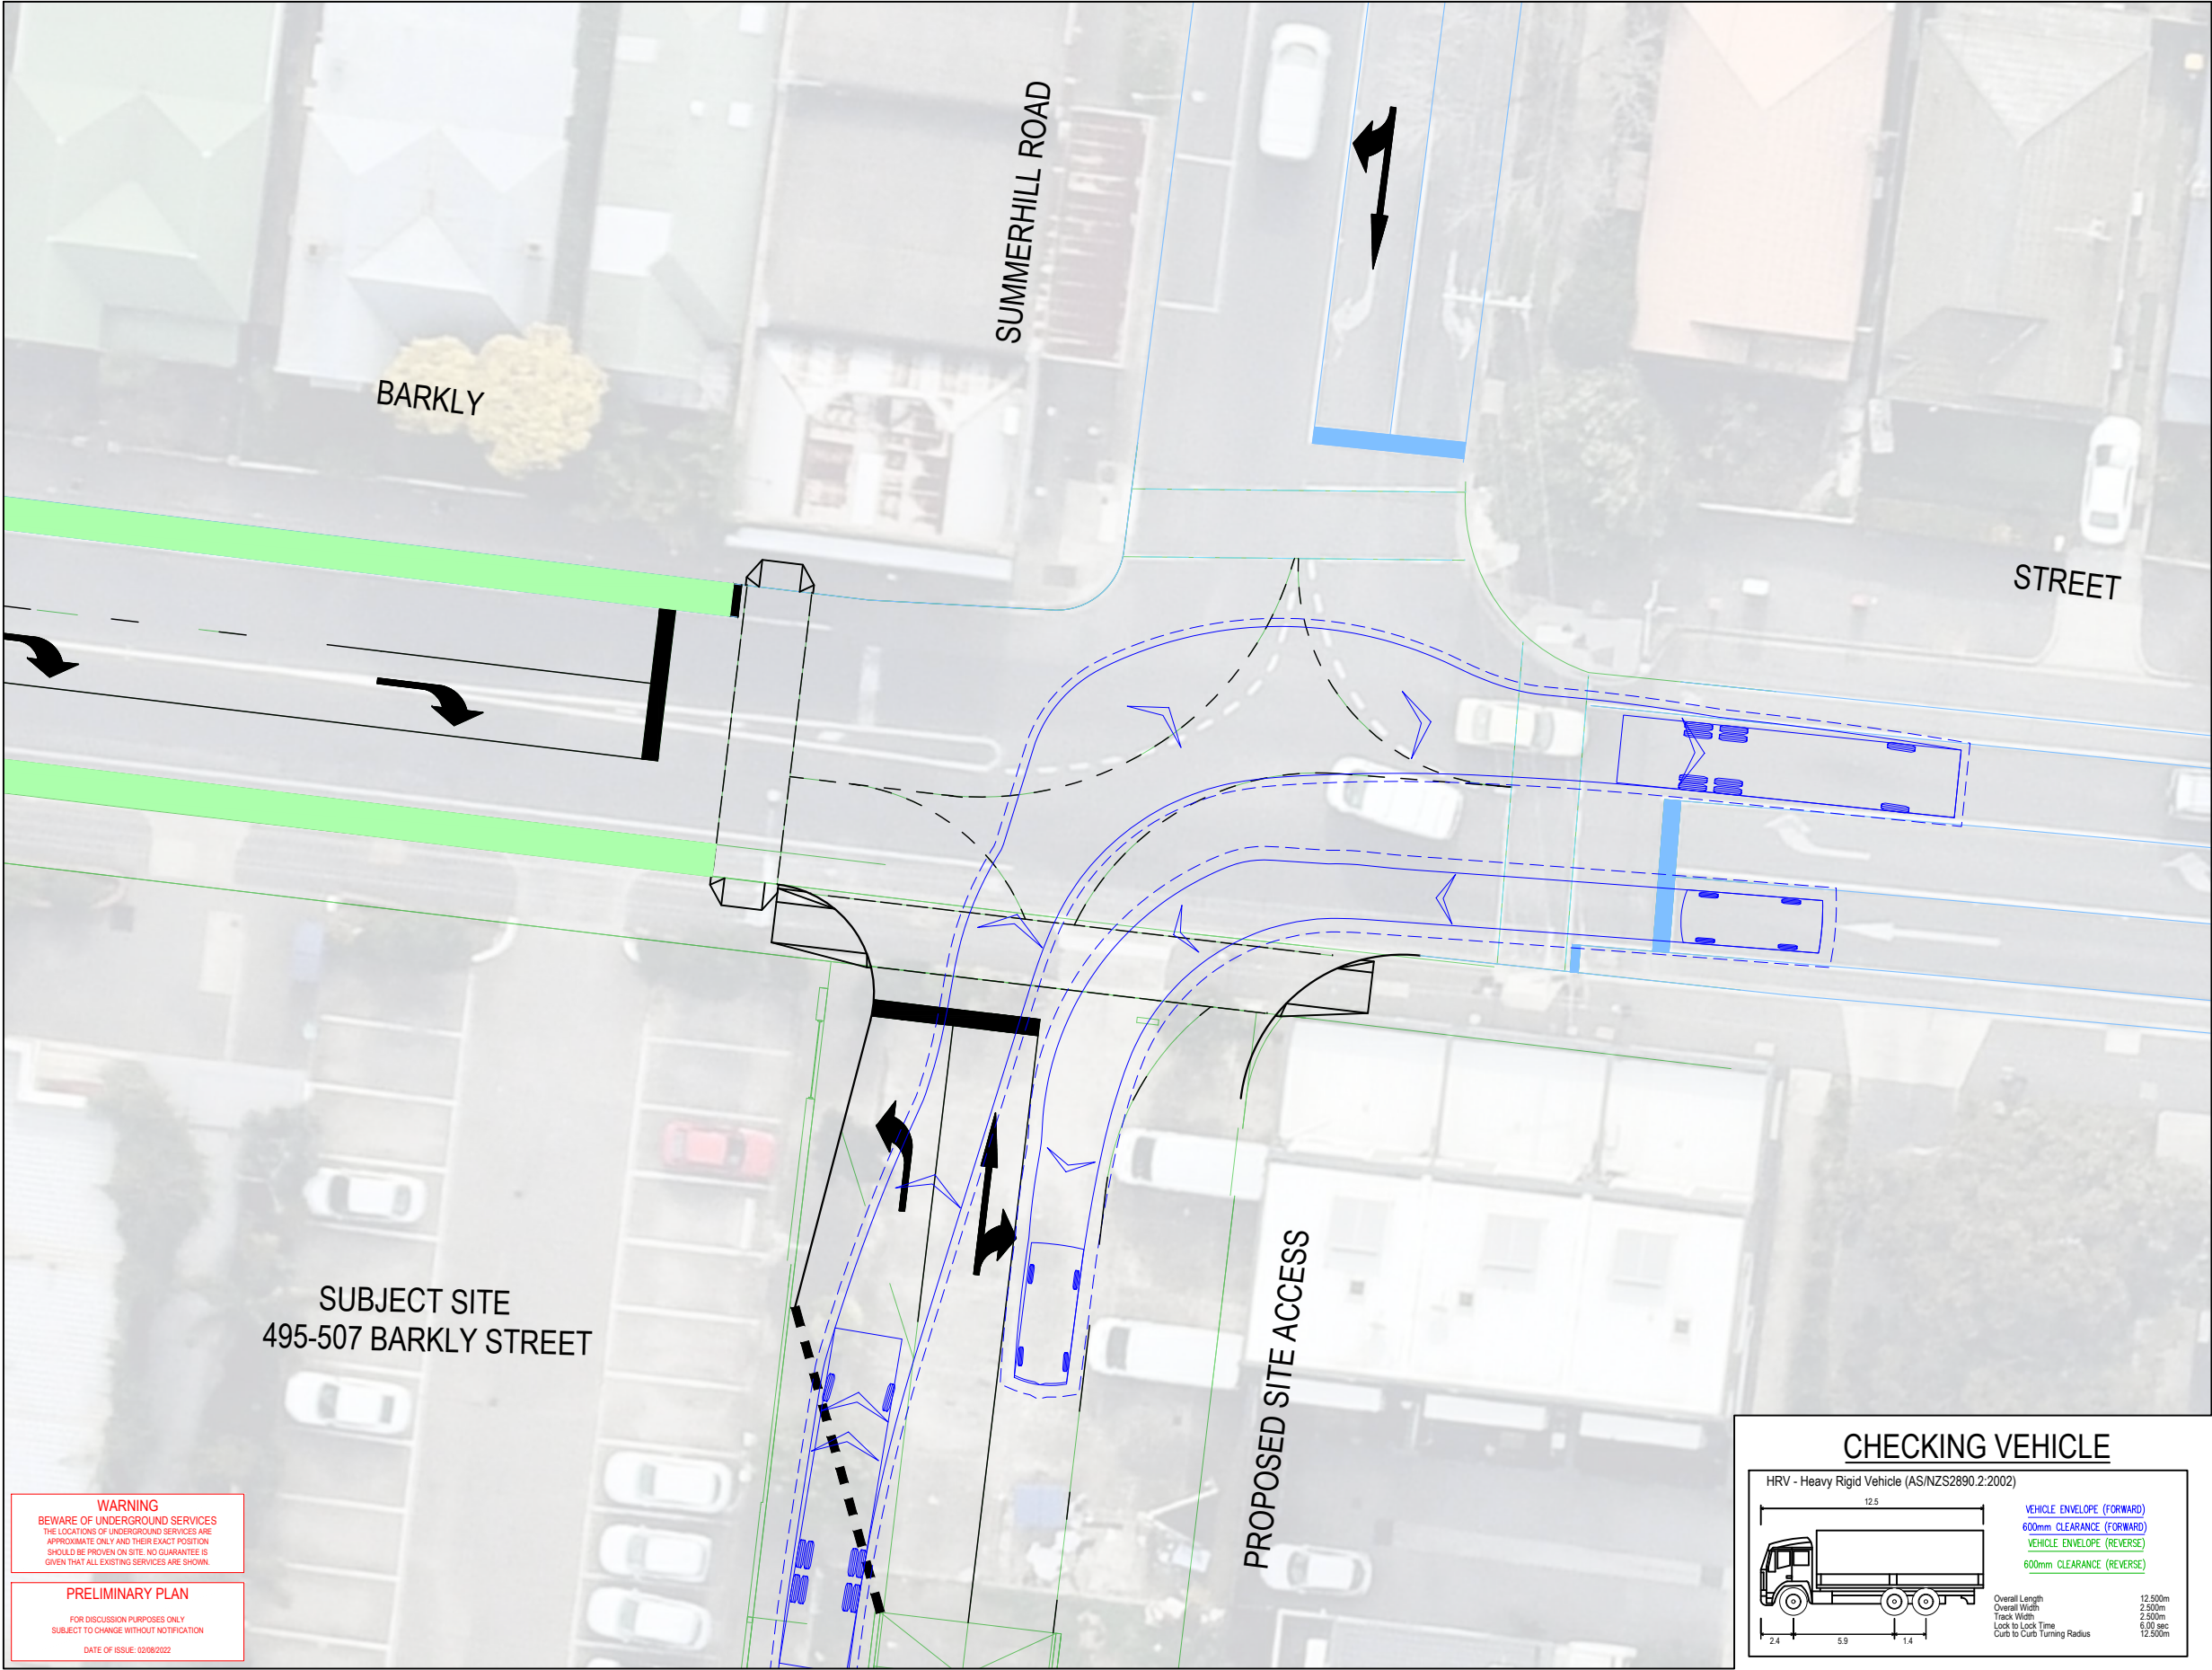 SUMMERHILL ROAD
BARKLY
STREET
SUBJECT SITE
495-507 BARKLY STREET
PROPOSED SITE ACCESS
WARNING
BEWARE OF UNDERGROUND SERVICES
THE LOCATIONS OF UNDERGROUND SERVICES ARE
APPROXIMATE ONLY AND THEIR EXACT POSITION
SHOULD BE PROVEN ON SITE. NO GUARANTEE IS
GIVEN THAT ALL EXISTING SERVICES ARE SHOWN.
PRELIMINARY PLAN
FOR DISCUSSION PURPOSES ONLY
SUBJECT TO CHANGE WITHOUT NOTIFICATION
DATE OF ISSUE: 02/08/2022
CHECKING VEHICLE
HRV - Heavy Rigid Vehicle (AS/NZS2890.2:2002)
12.5
2.4 5.9 1.4
VEHICLE ENVELOPE (FORWARD)
600mm CLEARANCE (FORWARD)
VEHICLE ENVELOPE (REVERSE)
600mm CLEARANCE (REVERSE)
Overall Length 12.500m
Overall Width 2.500m
Track Width 2.500m
Lock to Lock Time 6.00 sec
Curb to Curb Turning Radius 12.500m